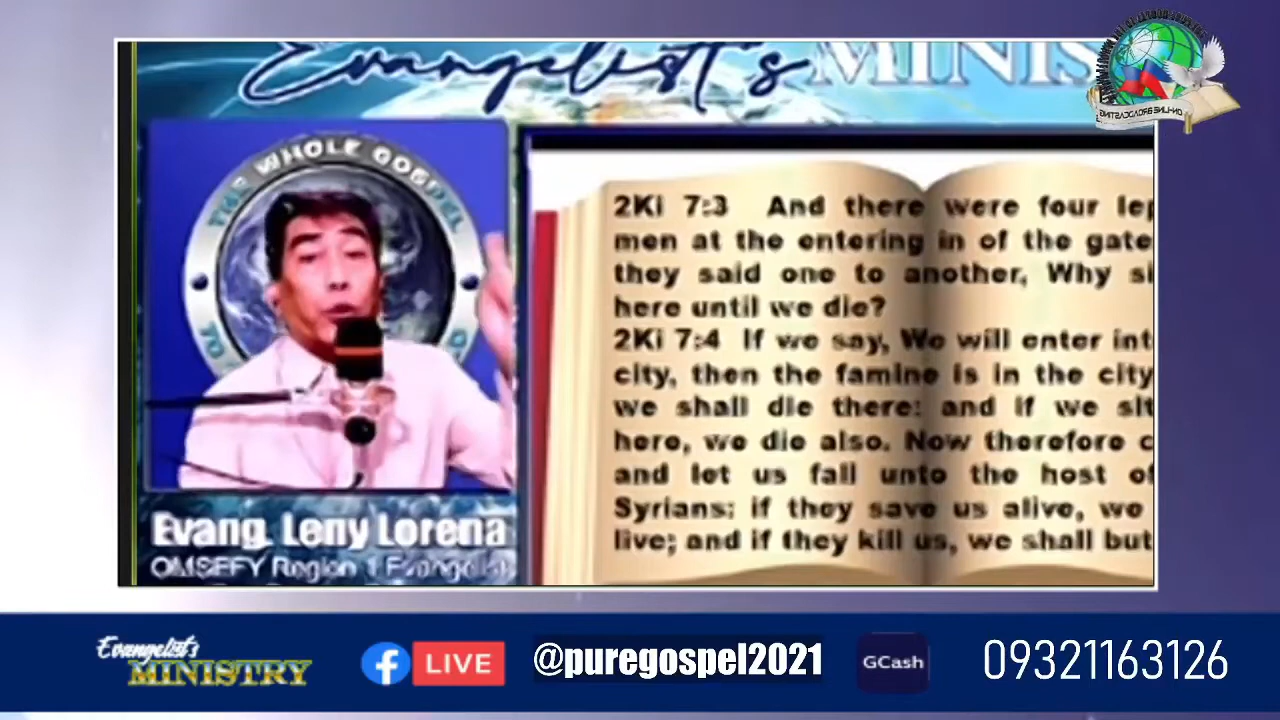 Evangelist's MINIS
THE WHOLE GOSPEL
TO
2Ki 7:3 And there were four lep
men at the entering in of the gate
they said one to another, Why si
here until we die?
2Ki 7:4 If we say, We will enter int
city, then the famine is in the city
we shall die there: and if we sit
here, we die also. Now therefore c
and let us fall unto the host of
Syrians: if they save us alive, we
live; and if they kill us, we shall but
Evang. Leny Lorena
OMSEFY Region 1 Evangelist
Evangelist's
MINISTRY
LIVE
@puregospel2021
GCash
09321163126